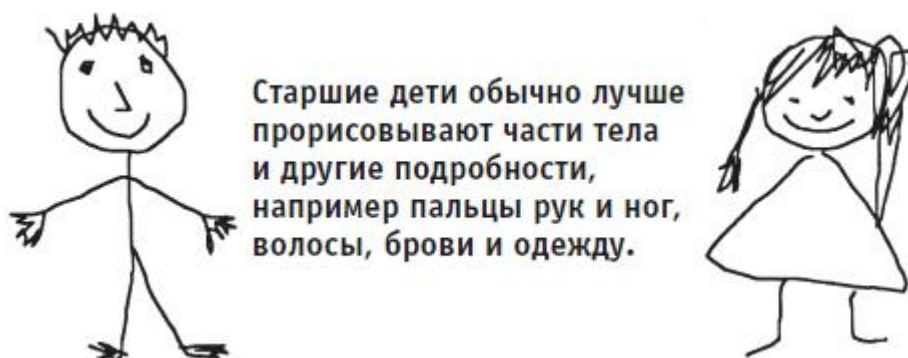 Старшие дети обычно лучше
прорисовывают части тела
и другие подробности,
например пальцы рук и ног,
волосы, брови и одежду.